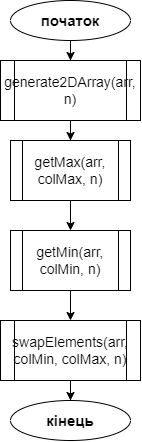 початок
generate2DArray(arr,
n)
getMax(arr,
colMax, n)
getMin(arr,
colMin, n)
swapElements(arr,
colMin, colMax, n)
кінець